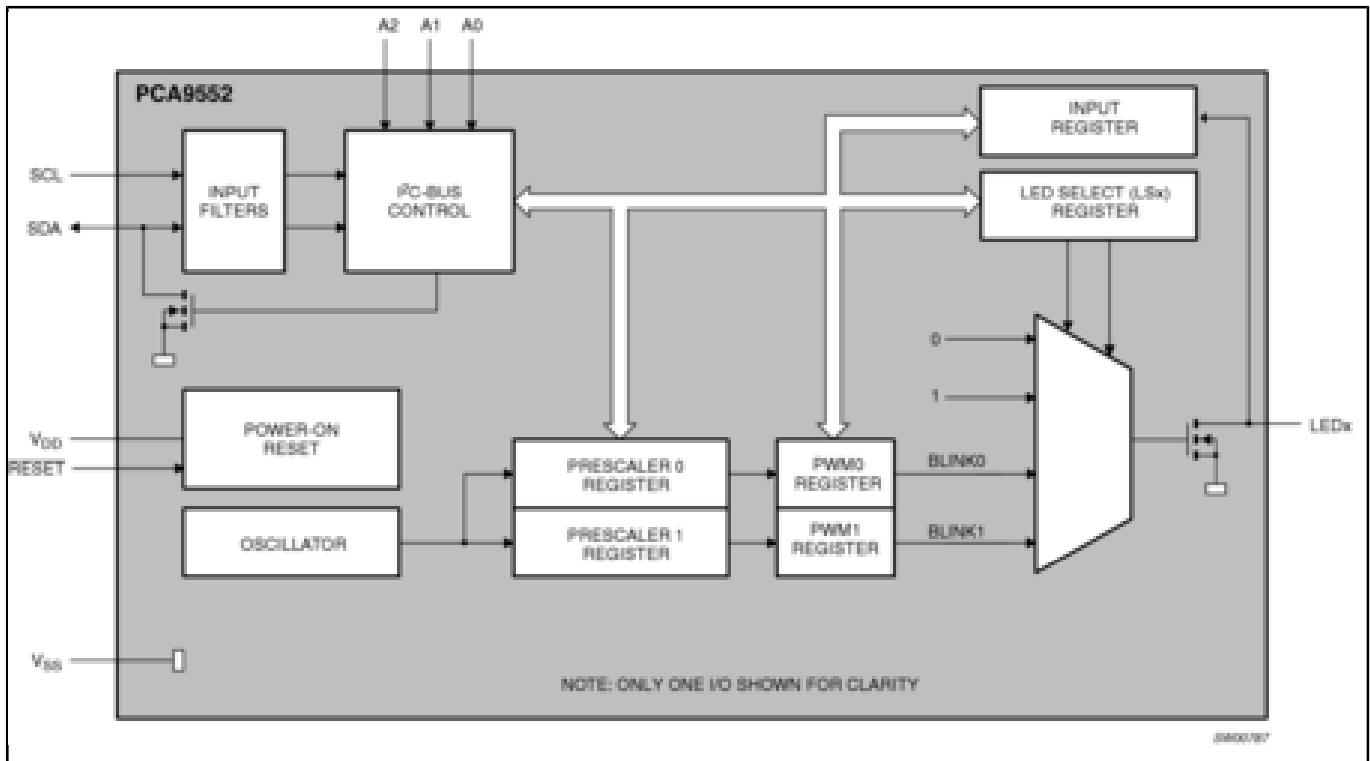 A2 A1 A0
PCA9552
INPUT
REGISTER
SCL
INPUT
FILTERS
I²C-BUS
CONTROL
LED SELECT (LSx)
REGISTER
SDA
0
1
POWER-ON
RESET
VDD
RESET
LEDx
PRESCALER 0
REGISTER
PWM0
REGISTER
BLINK0
OSCILLATOR
PRESCALER 1
REGISTER
PWM1
REGISTER
BLINK1
VSS
NOTE: ONLY ONE I/O SHOWN FOR CLARITY